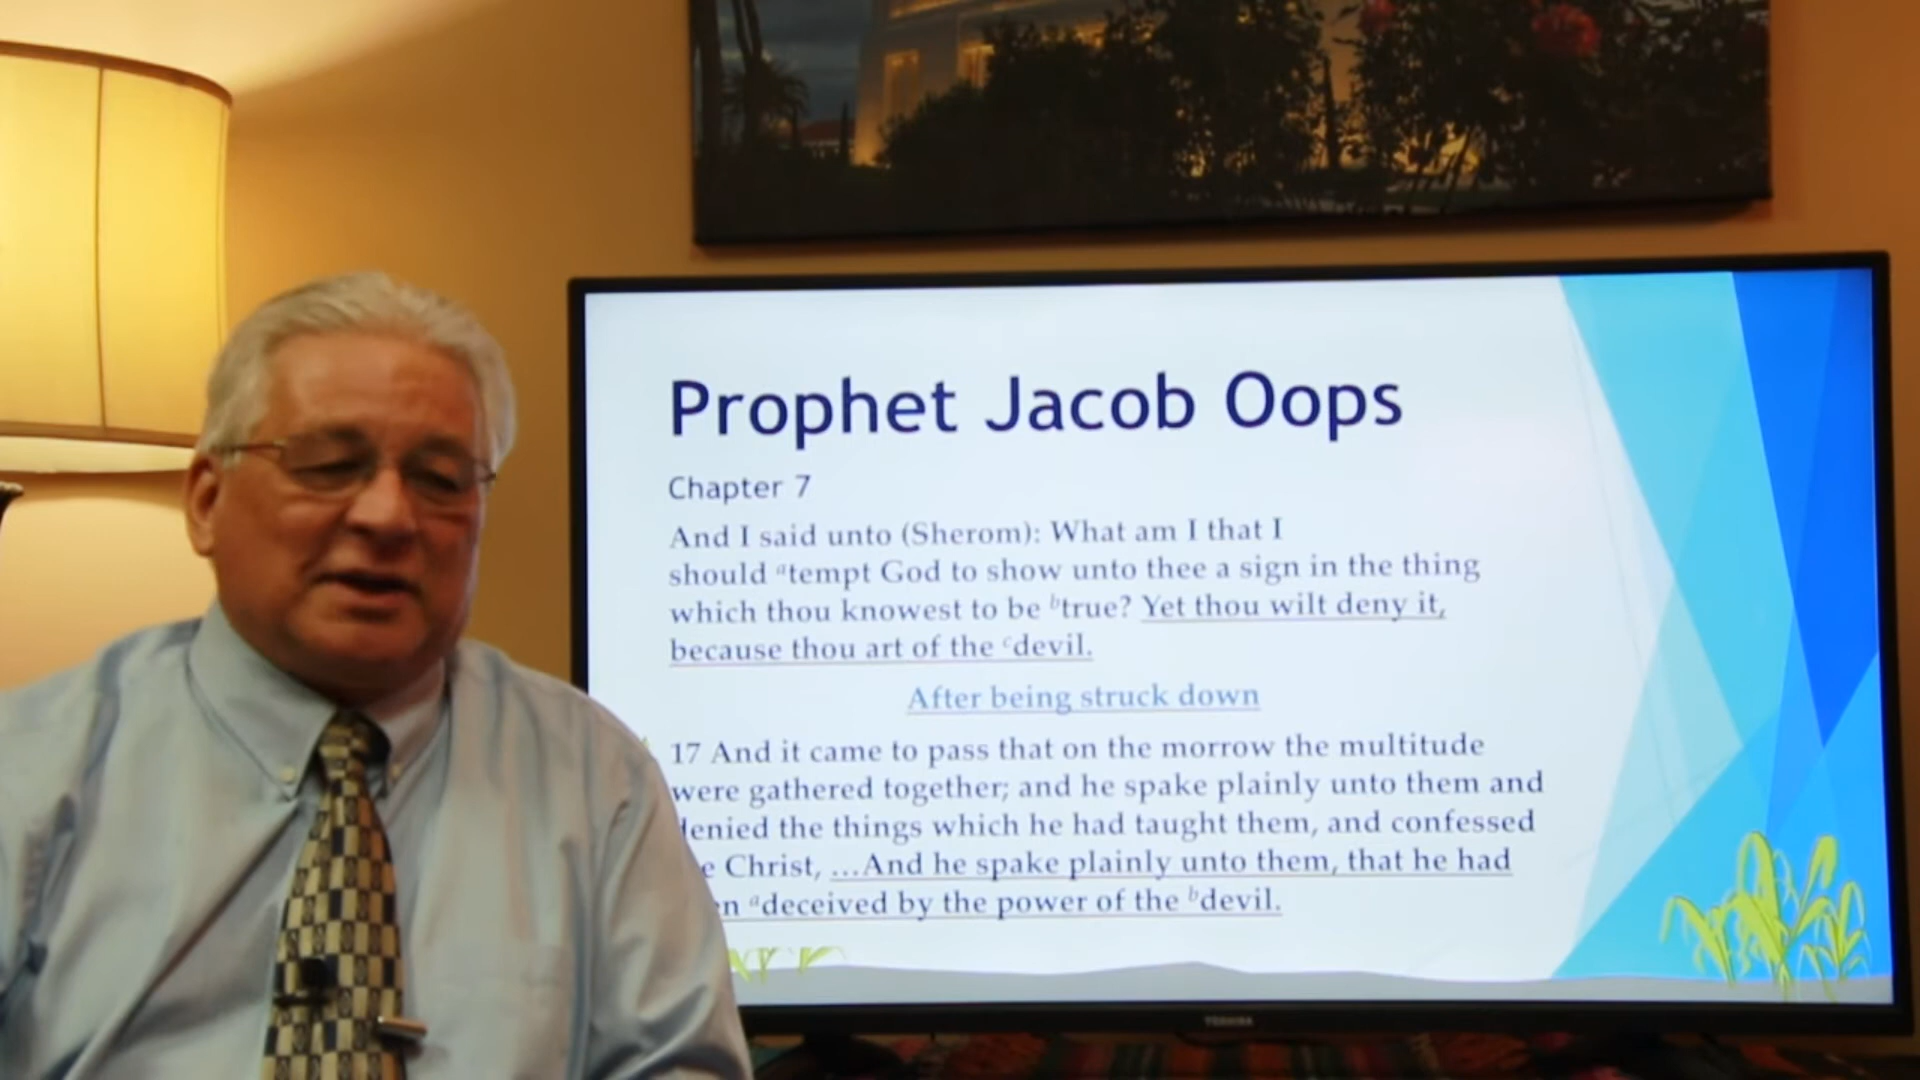 Prophet Jacob Oops
Chapter 7
And I said unto (Sherom): What am I that I
should ᵃtempt God to show unto thee a sign in the thing
which thou knowest to be ᵇtrue? Yet thou wilt deny it,
because thou art of the ᶜdevil.
After being struck down
17 And it came to pass that on the morrow the multitude
were gathered together; and he spake plainly unto them and
denied the things which he had taught them, and confessed
e Christ, …And he spake plainly unto them, that he had
n ᵃdeceived by the power of the ᵇdevil.
TOSHIBA